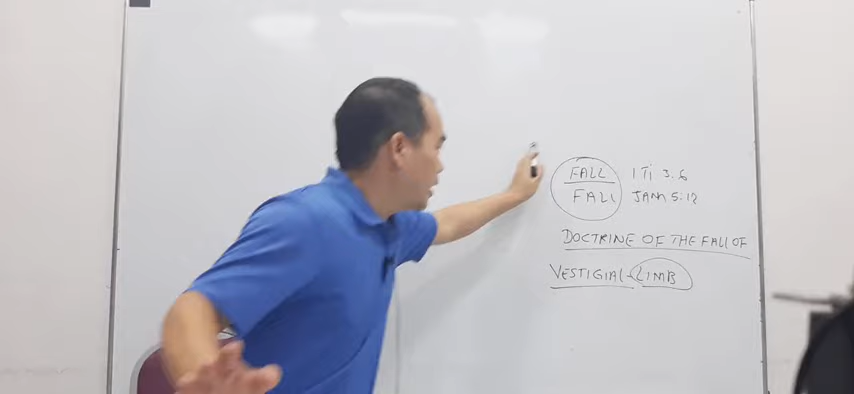 FALL 1 Ti 3.6
FALL JAM 5:12
DOCTRINE OF THE FALL OF
VESTIGIAL-LIMB